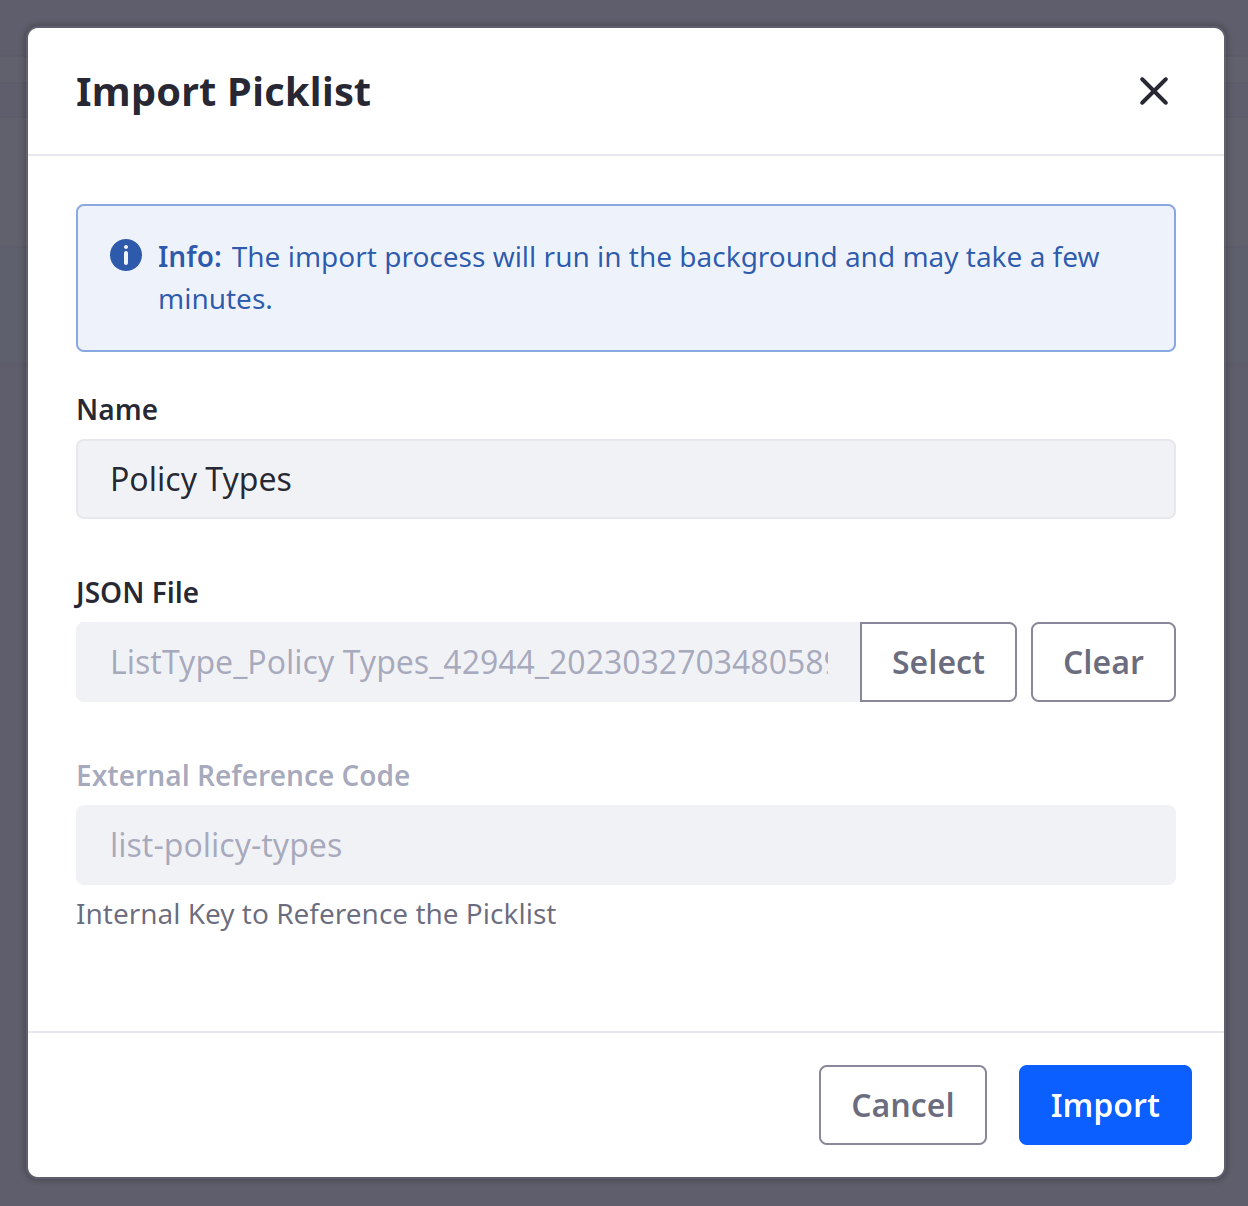 Import Picklist
Info: The import process will run in the background and may take a few
minutes.
Name
Policy Types
JSON File
ListType_Policy Types_42944_2023032703480589
Select
Clear
External Reference Code
list-policy-types
Internal Key to Reference the Picklist
Cancel
Import